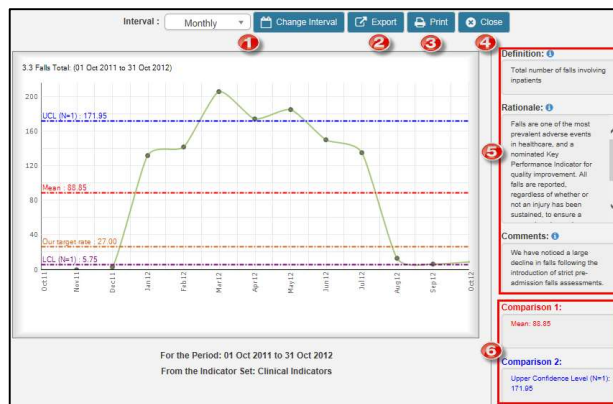 Interval :
Monthly
Change Interval
Export
Print
Close
1
2
3
4
3.3 Falls Total: (01 Oct 2011 to 31 Oct 2012)
200
160
120
80
40
0
UCL (N=1) : 171.95
Mean : 88.85
Our target rate : 27.00
LCL (N=1) : 5.75
Oct11
Nov11
Dec11
Jan12
Feb12
Mar12
Apr12
May12
Jun12
Jul12
Aug12
Sep12
Oct12
For the Period: 01 Oct 2011 to 31 Oct 2012
From the Indicator Set: Clinical Indicators
Definition:
Total number of falls involving
inpatients
Rationale:
5
Falls are one of the most
prevalent adverse events
in healthcare, and a
nominated Key
Performance Indicator for
quality improvement. All
falls are reported,
regardless of whether or
not an injury has been
sustained, to ensure a
Comments:
We have noticed a large
decline in falls following the
introduction of strict pre-
admission falls assessments.
Comparison 1:
Mean: 88.85
6
Comparison 2:
Upper Confidence Level (N=1):
171.95